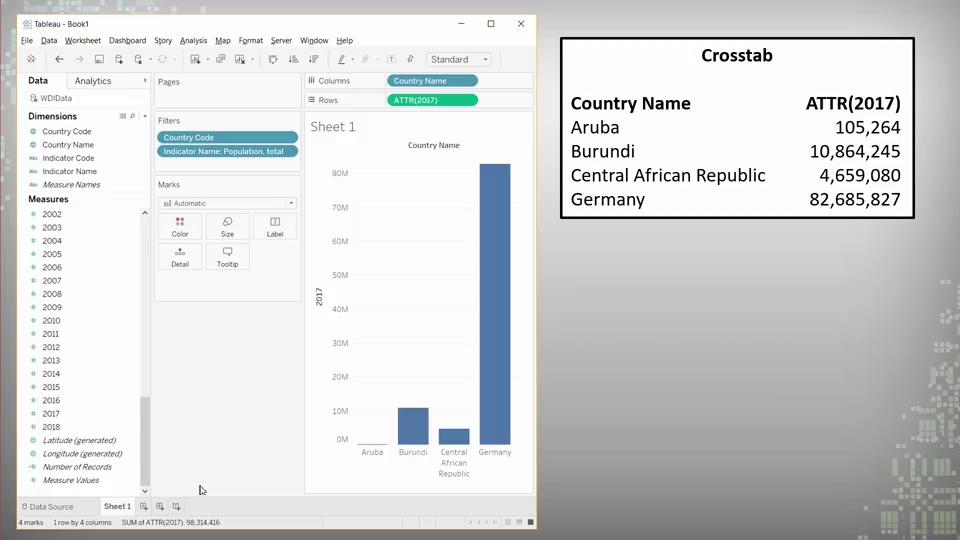 Tableau - Book1
File Data Worksheet Dashboard Story Analysis Map Format Server Window Help
Standard
Data Analytics
WDIData
Dimensions
Country Code
Country Name
Abc Indicator Code
Abc Indicator Name
Abc Measure Names
Measures
2002
2003
2004
2005
2006
2007
2008
2009
2010
2011
2012
2013
2014
2015
2016
2017
2018
Latitude (generated)
Longitude (generated)
Number of Records
Measure Values
Pages
Filters
Country Code
Indicator Name: Population, total
Marks
Automatic
Color Size Label
Detail Tooltip
Columns Country Name
Rows ATTR(2017)
Sheet 1
Country Name
80M
70M
60M
50M
40M
30M
20M
10M
0M
2017
Aruba
Burundi
Central
African
Republic
Germany
Data Source Sheet 1
4 marks 1 row by 4 columns SUM of ATTR(2017): 98,314,416
Crosstab
Country Name ATTR(2017)
Aruba 105,264
Burundi 10,864,245
Central African Republic 4,659,080
Germany 82,685,827